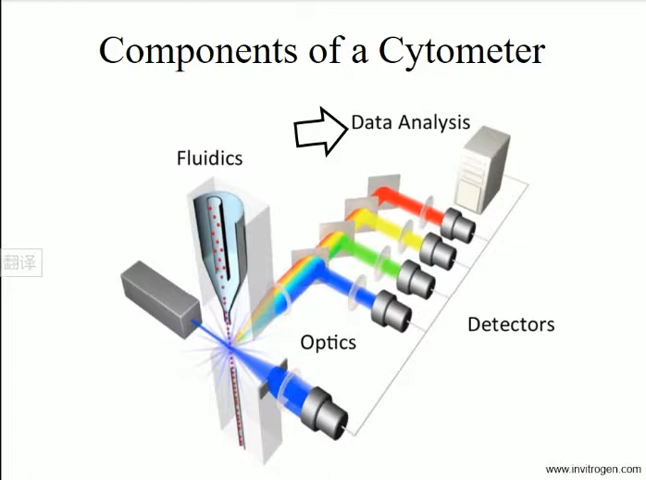 Components of a Cytometer
Data Analysis
Fluidics
翻译
Optics
Detectors
www.invitrogen.com